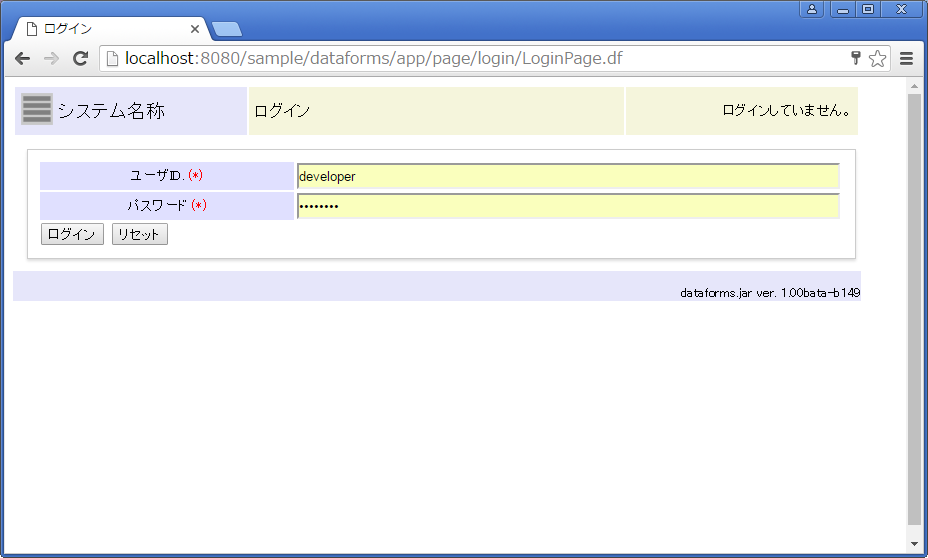 ログイン
localhost:8080/sample/dataforms/app/page/login/LoginPage.df
システム名称
ログイン
ログインしていません。
ユーザID. (*)
developer
パスワード (*)
••••••••
ログイン リセット
dataforms.jar ver. 1.00bata-b149